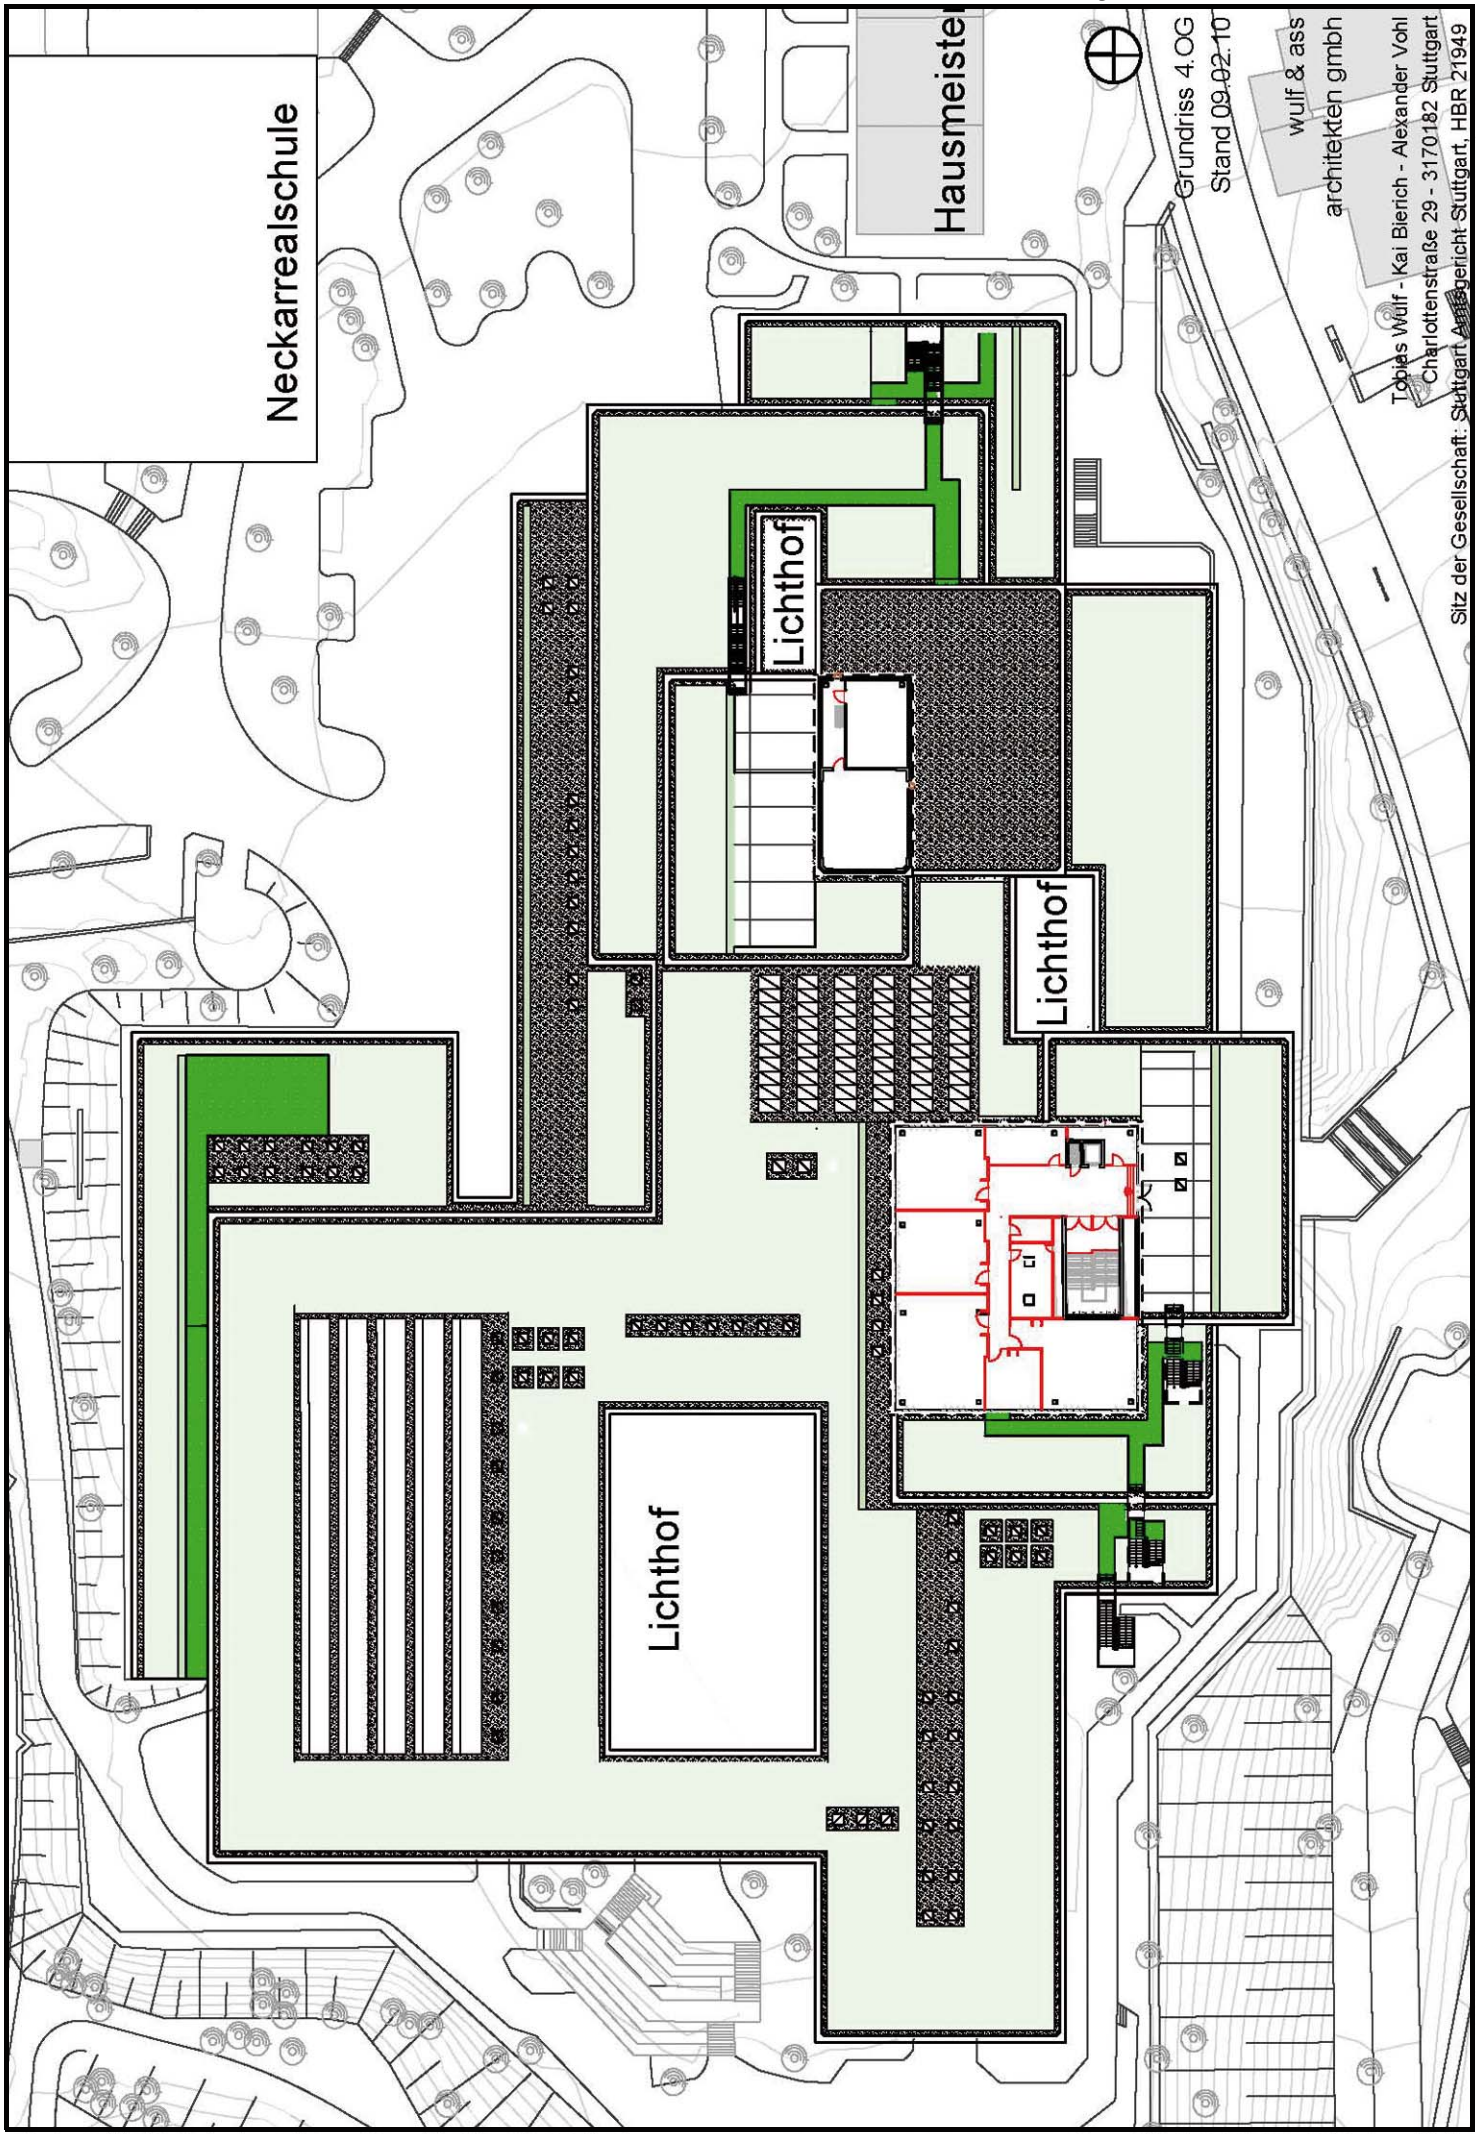 Neckarrealschule
Hausmeister
Lichthof
Lichthof
Lichthof
Grundriss 4.OG
Stand 09.02.10
wulf & ass
architekten gmbh
Tobias Wulf - Kai Bierich - Alexander Vohl
Charlottenstraße 29 - 3170182 Stuttgart
Sitz der Gesellschaft: Stuttgart Amtsgericht Stuttgart, HBR 21949